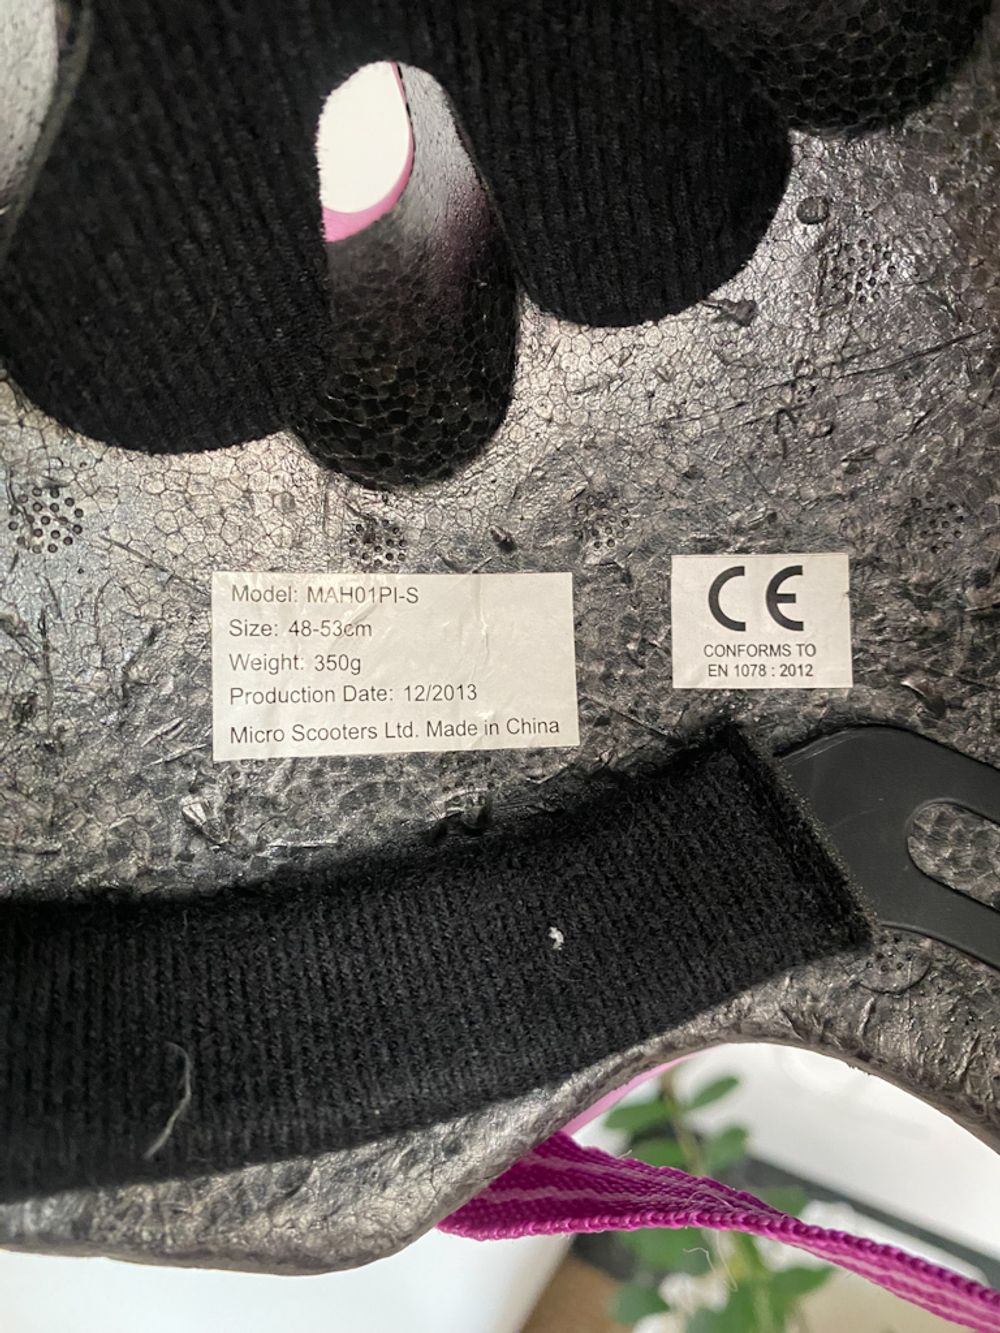 Model: MAH01PI-S
Size: 48-53cm
Weight: 350g
Production Date: 12/2013
Micro Scooters Ltd. Made in China
CE
CONFORMS TO
EN 1078 : 2012